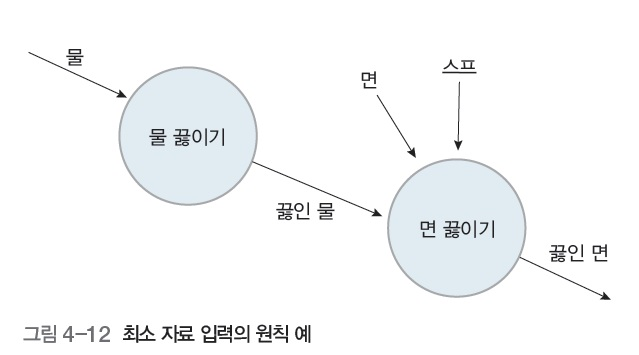 물
스프
면
물 끓이기
끓인 물
면 끓이기
끓인 면
그림 4-12 최소 자료 입력의 원칙 예